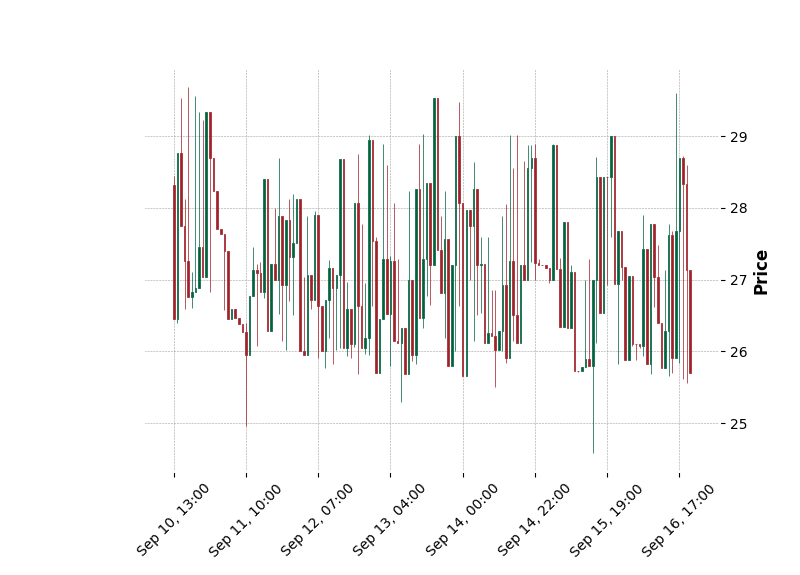 29
28
27
26
25
Price
Sep 10, 13:00
Sep 11, 10:00
Sep 12, 07:00
Sep 13, 04:00
Sep 14, 00:00
Sep 14, 22:00
Sep 15, 19:00
Sep 16, 17:00